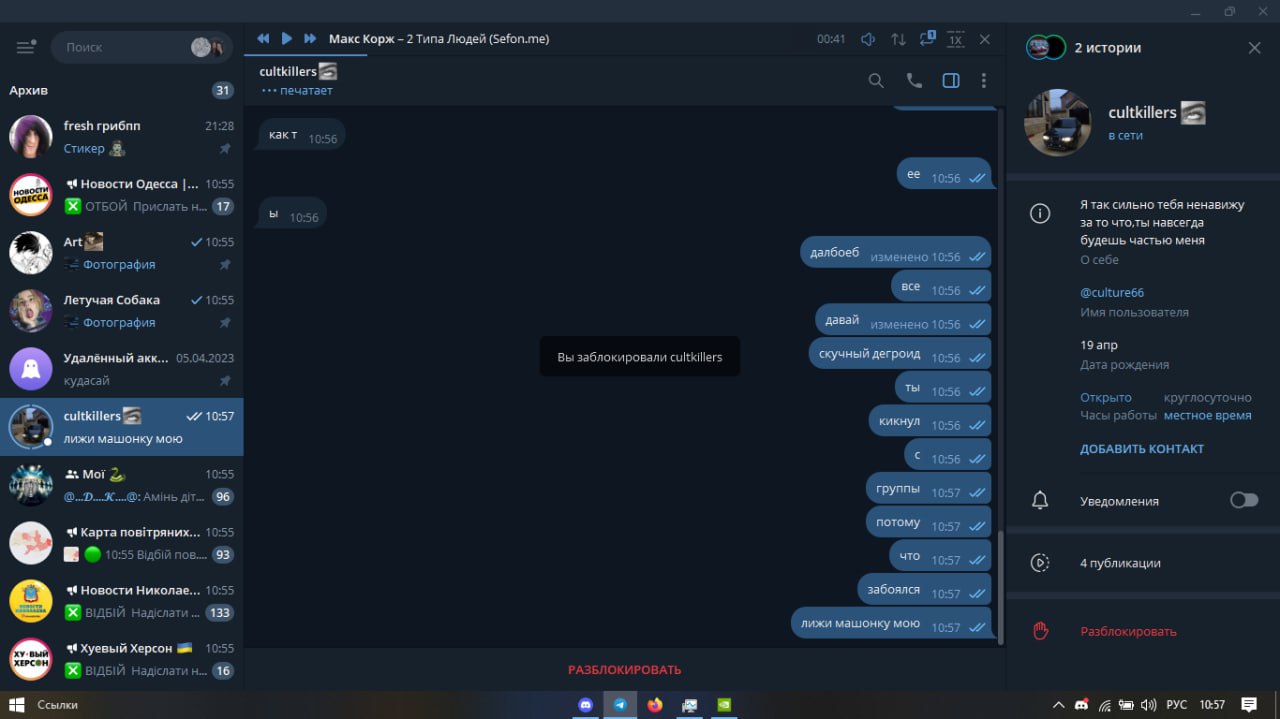 Поиск
Архив
31
fresh грибпп
21:28
Стикер
Новости Одесса |...
10:55
ОТБОЙ Прислать н...
17
НОВОСТИ
ОДЕССА
Art
10:55
Фотография
Летучая Собака
10:55
Фотография
Удалённый акк...
05.04.2023
кудасай
cultkillers
10:57
лижи машонку мою
Мої
10:55
@...D....K....@: Амінь діт...
96
Карта повітряних...
10:55
10:55 Відбій пов....
93
Новости Николае...
10:55
ВІДБІЙ Надіслати ...
133
Хуевый Херсон
10:55
ВІДБІЙ Надіслати н...
16
ХУ•ВЫЙ
ХЕРСОН
Макс Корж – 2 Типа Людей (Sefon.me)
00:41
1
1X
cultkillers
••• печатает
как т 10:56
ее 10:56
ы 10:56
далбоеб изменено 10:56
все 10:56
давай изменено 10:56
Вы заблокировали cultkillers
скучный дегроид 10:56
ты 10:56
кикнул 10:56
с 10:56
группы 10:57
потому 10:57
что 10:57
забоялся 10:57
лижи машонку мою 10:57
РАЗБЛОКИРОВАТЬ
2 истории
cultkillers
в сети
Я так сильно тебя ненавижу
за то что,ты навсегда
будешь частью меня
О себе
@culture66
Имя пользователя
19 апр
Дата рождения
Открыто круглосуточно
Часы работы местное время
ДОБАВИТЬ КОНТАКТ
Уведомления
4 публикации
Разблокировать
Ссылки
РУС
10:57